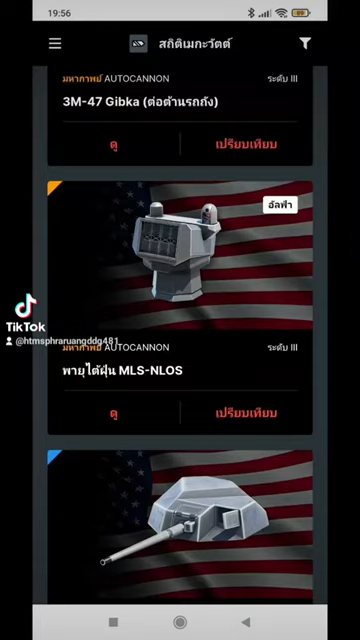 19:56
89
สถิติเมกะวัตต์
มหากาพย์ AUTOCANNON
ระดับ III
3M-47 Gibka (ต่อต้านรถถัง)
ดู
เปรียบเทียบ
อัลฟ่า
TikTok
@htmsphraruangddg481
มหากาพย์ AUTOCANNON
ระดับ III
พายุไต้ฝุ่น MLS-NLOS
ดู
เปรียบเทียบ